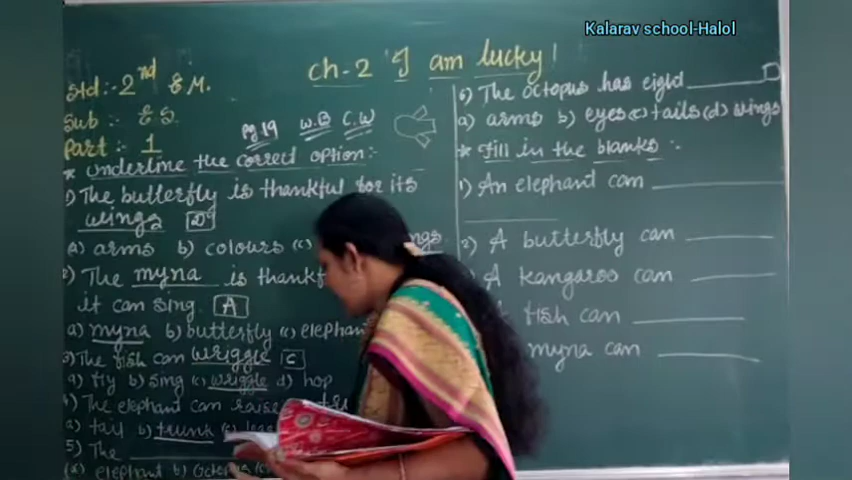 Kalarav school-Halol
ch-2 "I am lucky!
Std:- 2nd E.M.
Sub :- E.S.
Part :- 1
Pg.19 W.B C.W
* Underline the correct option:-
1) The butterfly is thankful for its
wings D
(a) arms b) colours (c) wings
2) The myna is thankful
it can sing. A
a) myna b) butterfly (c) elephant
3) The fish can wriggle C
a) fly b) sing (c) wriggle d) hop
4) The elephant can raise its
a) tail b) trunk (c) legs
5) The
(a) elephant b) Octopus (c)
6) The octopus has eight
a) arms b) eyes (c) tails (d) wings
* Fill in the blanks :-
1) An elephant can
2) A butterfly can
A kangaroo can
fish can
myna can